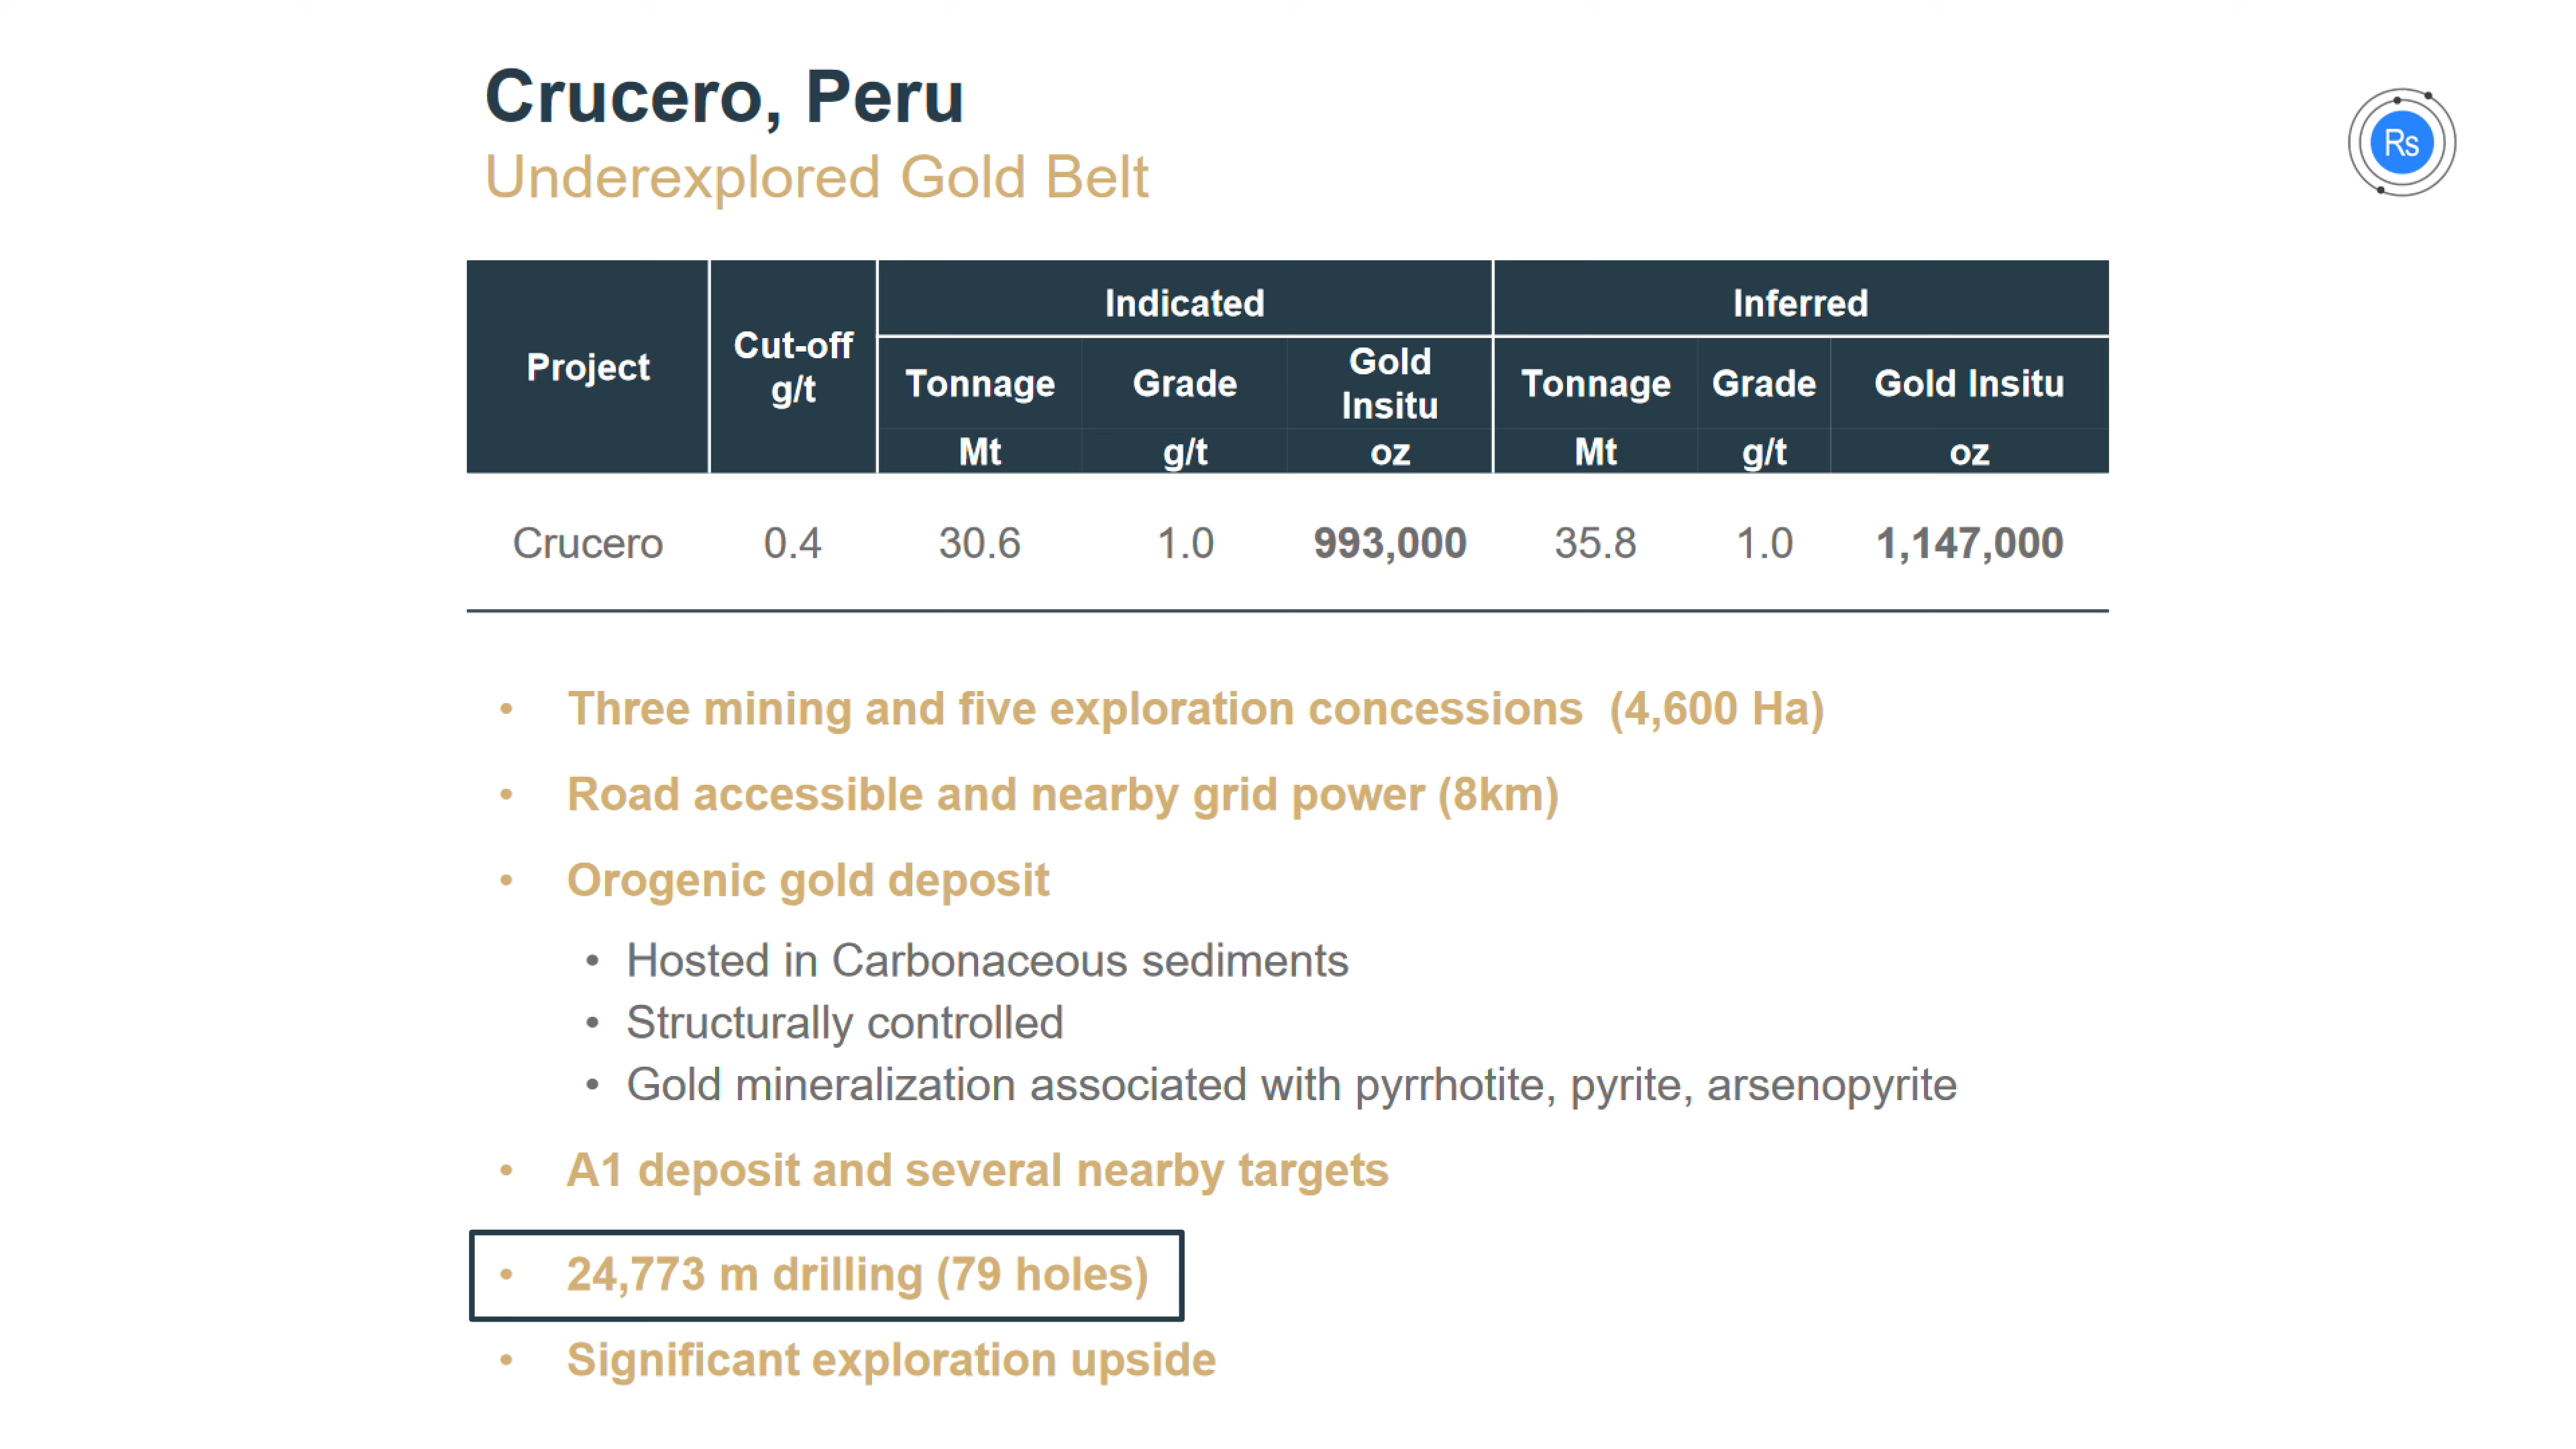 Crucero, Peru
Underexplored Gold Belt
Rs
Project
Cut-off
g/t
Indicated
Inferred
Tonnage
Grade
Gold
Insitu
Tonnage
Grade
Gold Insitu
Mt
g/t
oz
Mt
g/t
oz
Crucero 0.4 30.6 1.0 993,000 35.8 1.0 1,147,000
• Three mining and five exploration concessions (4,600 Ha)
• Road accessible and nearby grid power (8km)
• Orogenic gold deposit
• Hosted in Carbonaceous sediments
• Structurally controlled
• Gold mineralization associated with pyrrhotite, pyrite, arsenopyrite
• A1 deposit and several nearby targets
• 24,773 m drilling (79 holes)
• Significant exploration upside